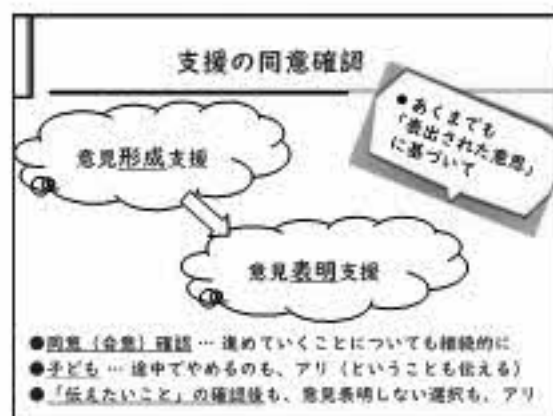 支援の同意確認
●あくまでも
「表出された意思」
に基づいて
意見形成支援
意見表明支援
●同意（合意）確認 … 進めていくことについても継続的に
●子ども … 途中でやめるのも、アリ（ということも伝える）
●「伝えたいこと」の確認後も、意見表明しない選択も、アリ